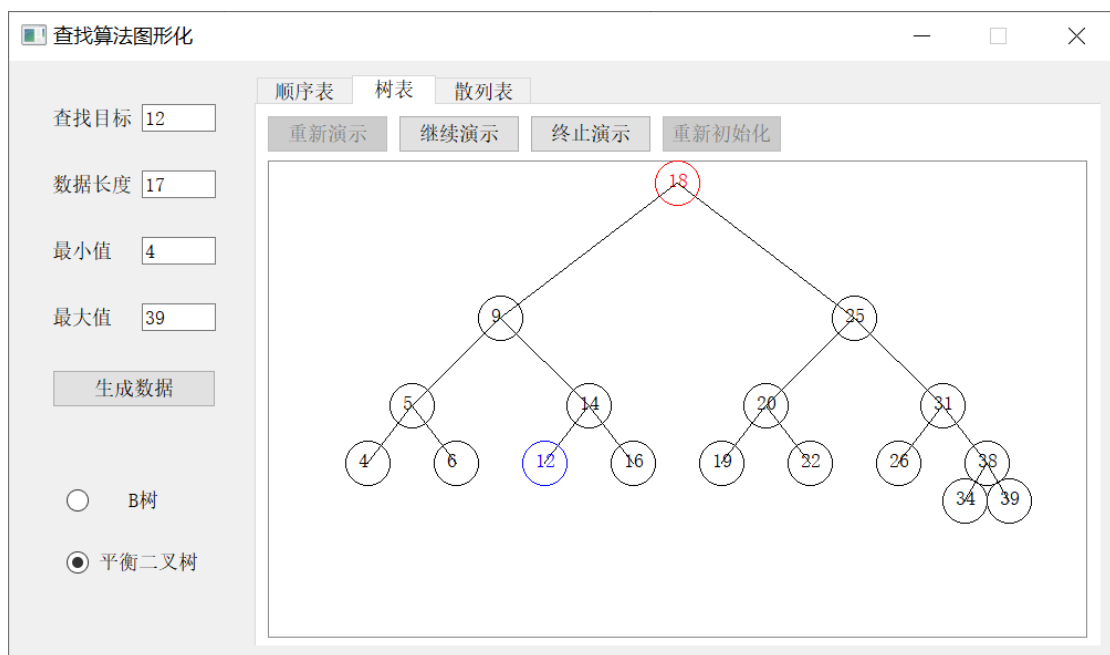 查找算法图形化
顺序表 树表 散列表
查找目标 12
重新演示 继续演示 终止演示 重新初始化
数据长度 17
最小值 4
最大值 39
生成数据
B树
平衡二叉树
18
9 25
5 14 20 31
4 6 12 16 19 22 26 38
34 39